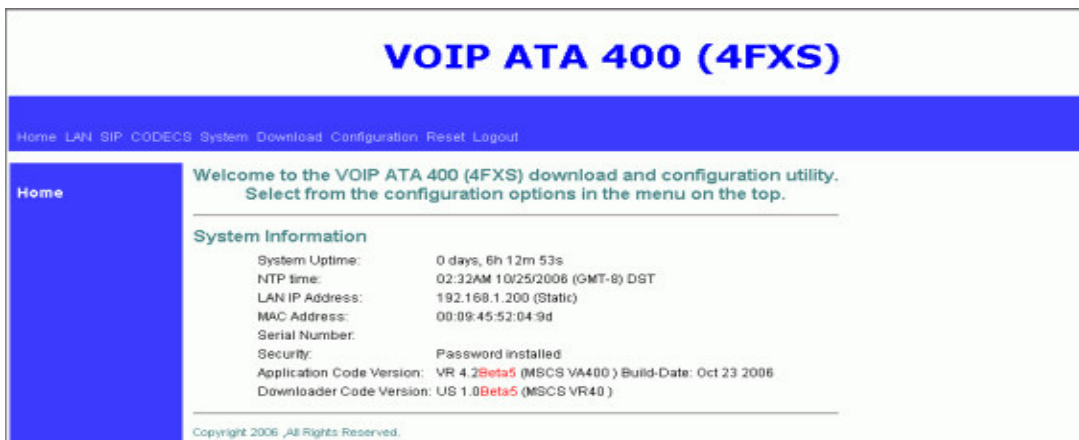 VOIP ATA 400 (4FXS)
Home LAN SIP CODECS System Download Configuration Reset Logout
Home
Welcome to the VOIP ATA 400 (4FXS) download and configuration utility.
Select from the configuration options in the menu on the top.
System Information
System Uptime: 0 days, 6h 12m 53s
NTP time: 02:32AM 10/25/2006 (GMT-8) DST
LAN IP Address: 192.168.1.200 (Static)
MAC Address: 00:09:45:52:04:9d
Serial Number:
Security: Password installed
Application Code Version: VR 4.2Beta5 (MSCS VA400 ) Build-Date: Oct 23 2006
Downloader Code Version: US 1.0Beta5 (MSCS VR40 )
Copyright 2006 ,All Rights Reserved.